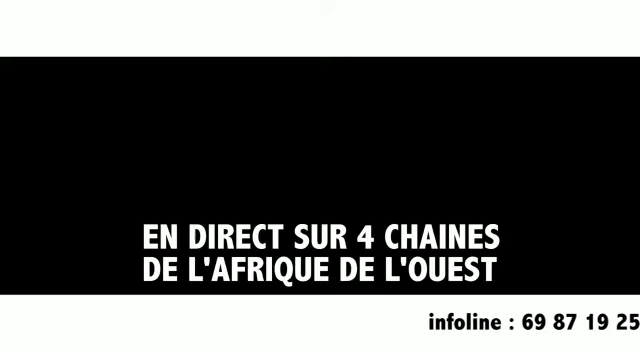 EN DIRECT SUR 4 CHAINES
DE L'AFRIQUE DE L'OUEST
infoline : 69 87 19 25